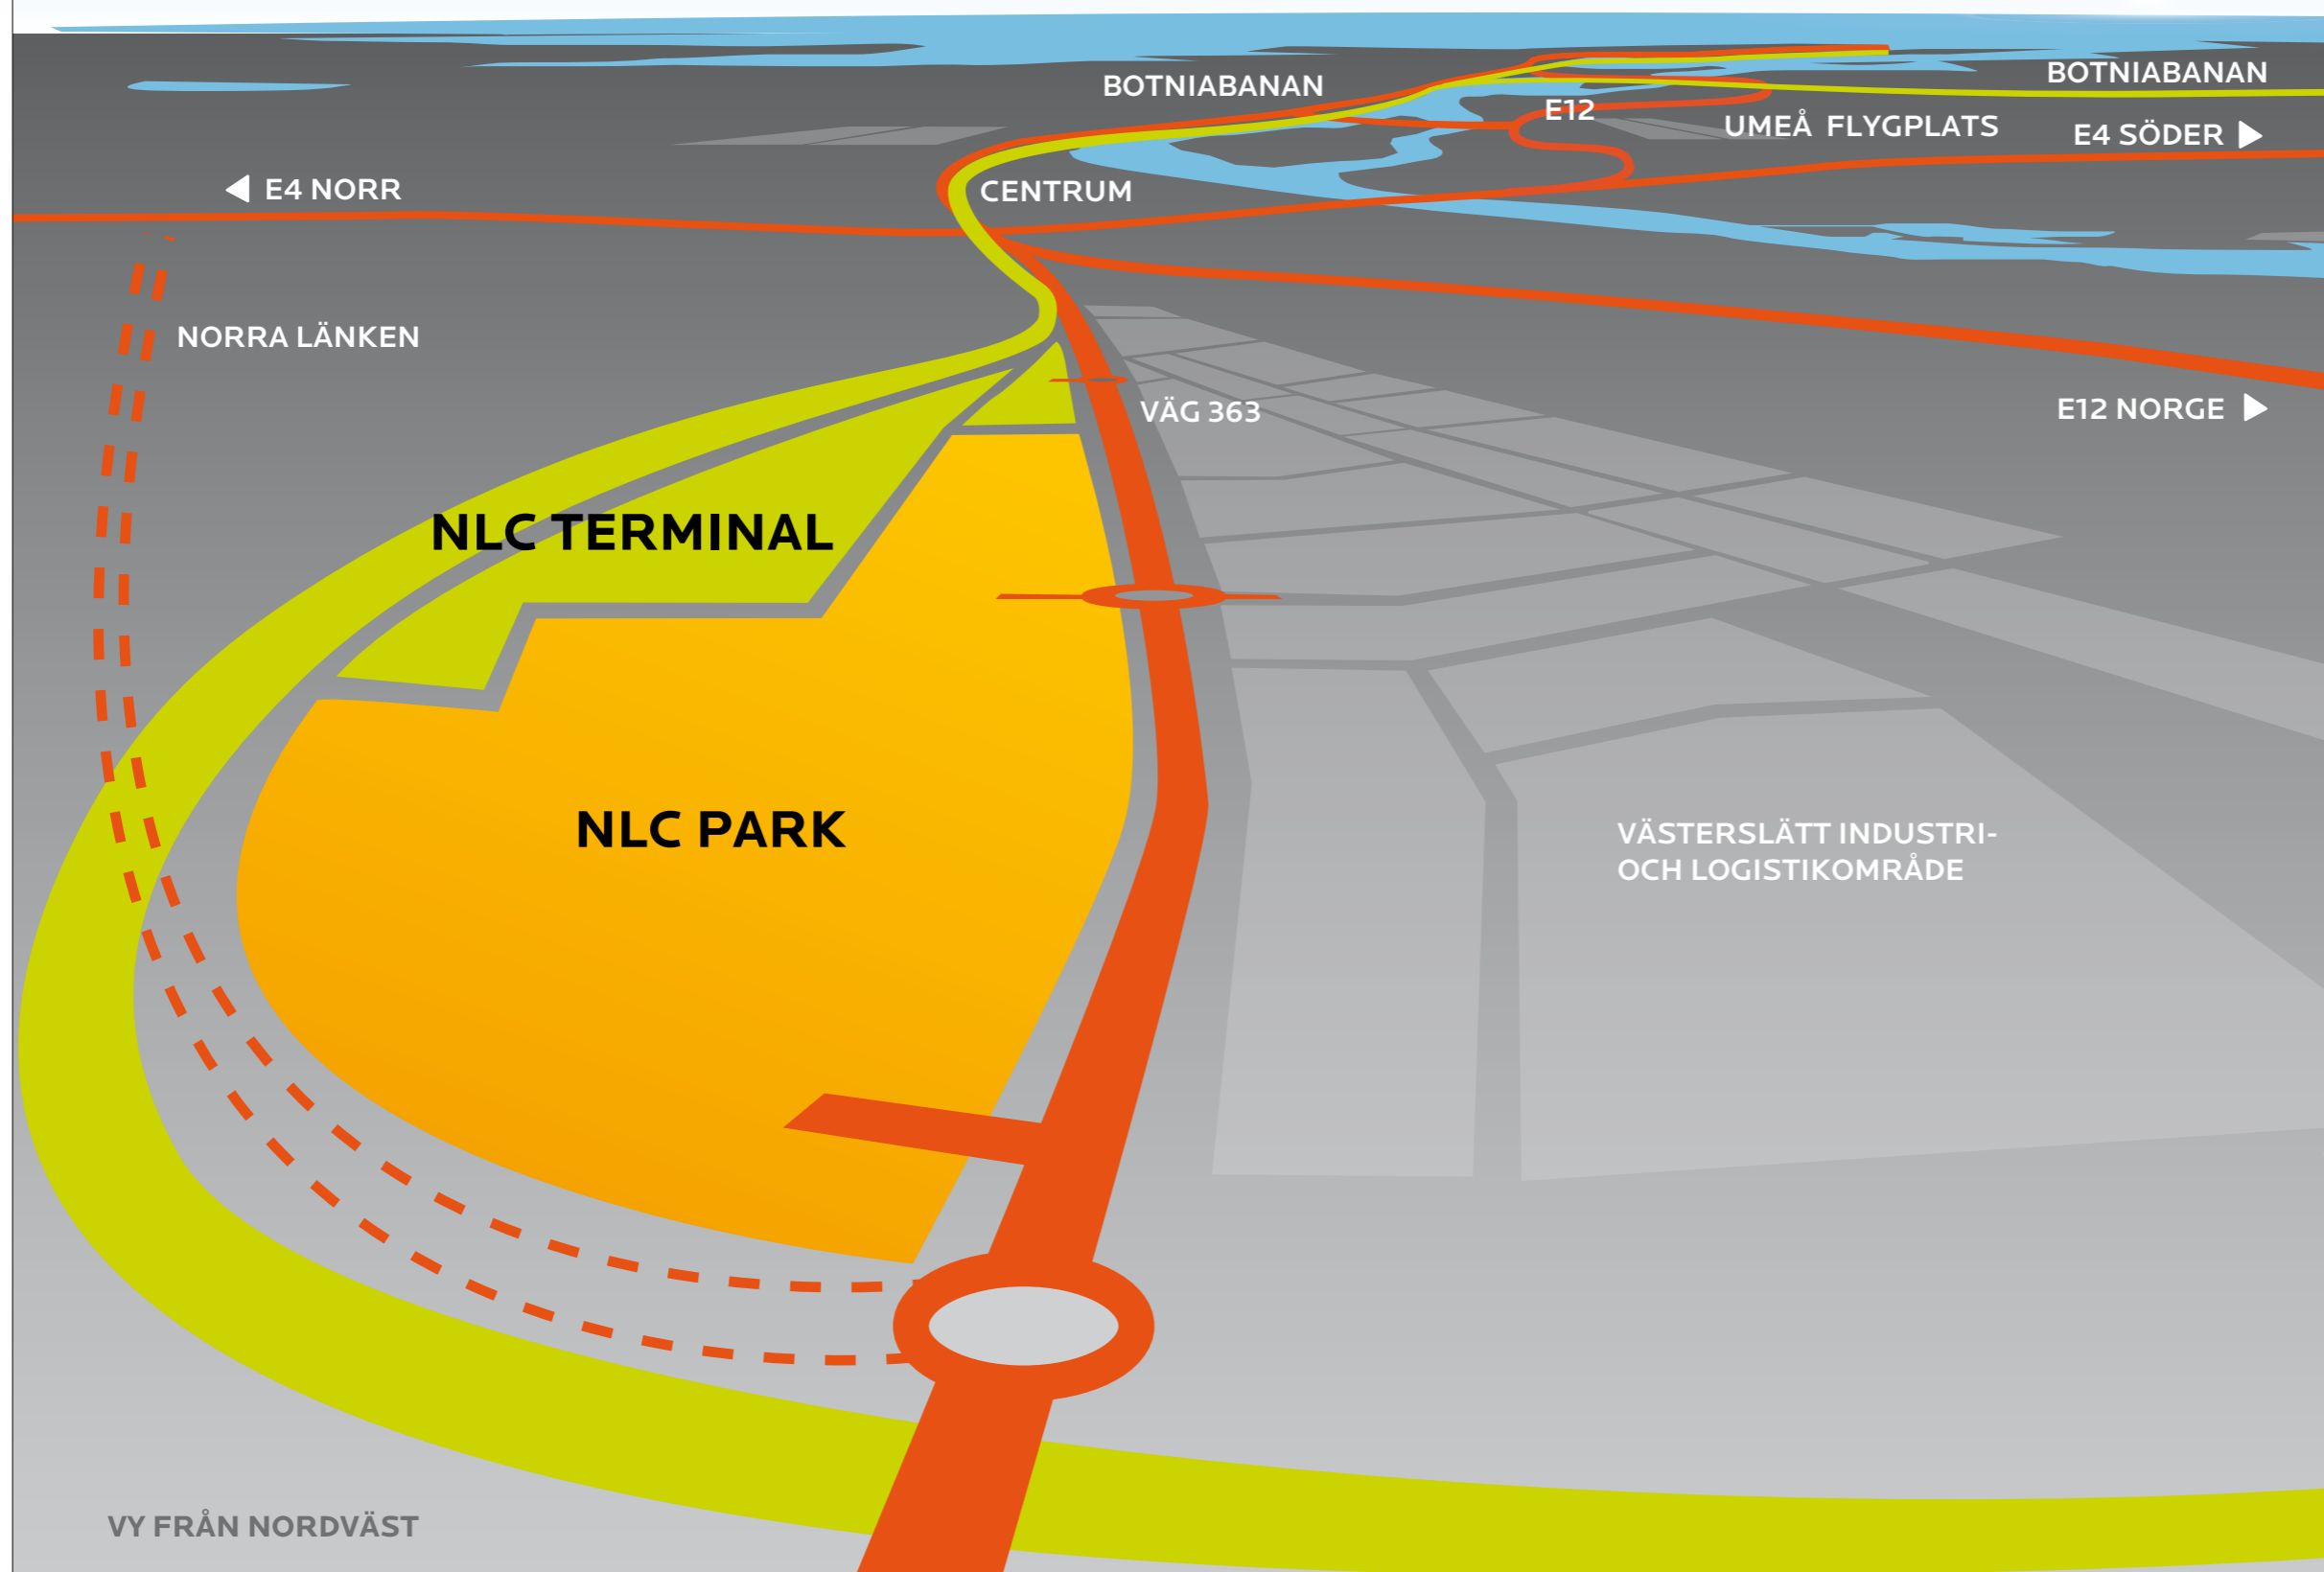 BOTNIABANAN
BOTNIABANAN
E12
UMEÅ FLYGPLATS
E4 SÖDER
E4 NORR
CENTRUM
NORRA LÄNKEN
VÄG 363
E12 NORGE
NLC TERMINAL
NLC PARK
VÄSTERSLÄTT INDUSTRI-
OCH LOGISTIKOMRÅDE
VY FRÅN NORDVÄST